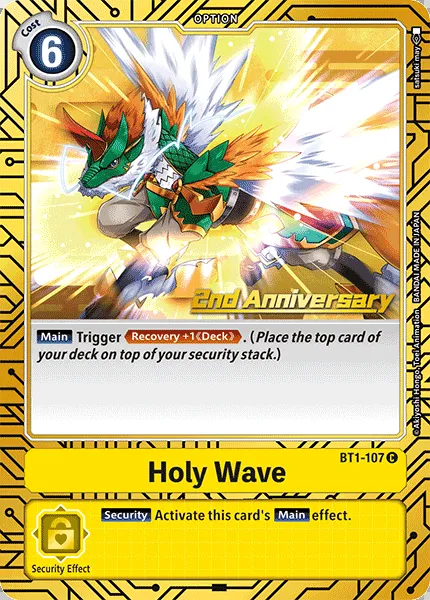 OPTION
Cost
6
satsuki may
2nd Anniversary
Main Trigger Recovery +1《Deck》. (Place the top card of
your deck on top of your security stack.)
©Akiyoshi Hongo, Toei Animation BANDAI MADE IN JAPAN
BT1-107 C
Holy Wave
Security Activate this card's Main effect.
Security Effect